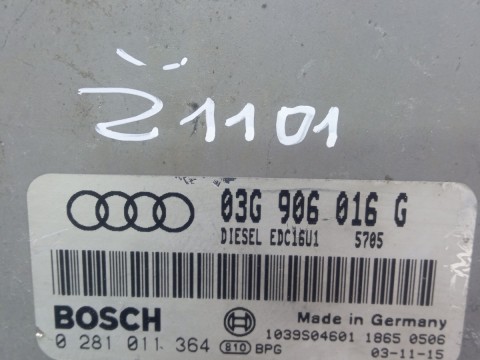 Ž1101
03G 906 016 G
DIESEL EDC16U1 5705
BOSCH
Made in Germany
1039S04601 1865 0506
0 281 011 364 810 BPG 03-11-15